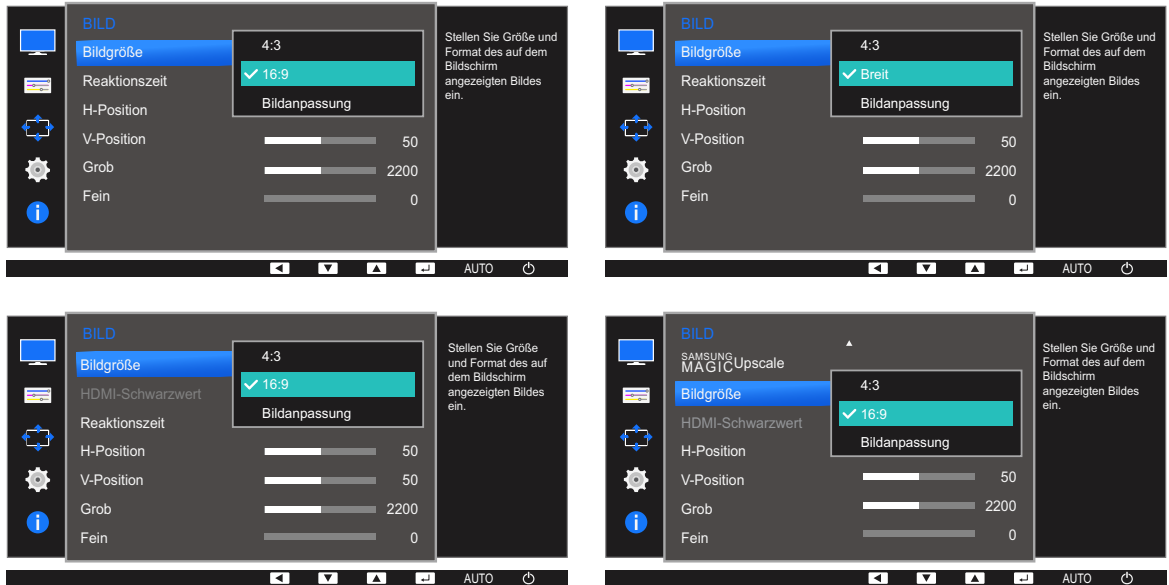 BILD
Bildgröße
4:3
Reaktionszeit
16:9
H-Position
Bildanpassung
V-Position
50
Grob
2200
Fein
0
Stellen Sie Größe und
Format des auf dem
Bildschirm
angezeigten Bildes
ein.
AUTO
BILD
Bildgröße
4:3
Reaktionszeit
Breit
H-Position
Bildanpassung
V-Position
50
Grob
2200
Fein
0
Stellen Sie Größe und
Format des auf dem
Bildschirm
angezeigten Bildes
ein.
AUTO
BILD
Bildgröße
4:3
HDMI-Schwarzwert
16:9
Reaktionszeit
Bildanpassung
H-Position
50
V-Position
50
Grob
2200
Fein
0
Stellen Sie Größe
und Format des auf
dem Bildschirm
angezeigten Bildes
ein.
AUTO
BILD
SAMSUNG
MAGIC Upscale
Bildgröße
4:3
HDMI-Schwarzwert
16:9
H-Position
Bildanpassung
V-Position
50
Grob
2200
Fein
0
Stellen Sie Größe und
Format des auf dem
Bildschirm
angezeigten Bildes
ein.
AUTO